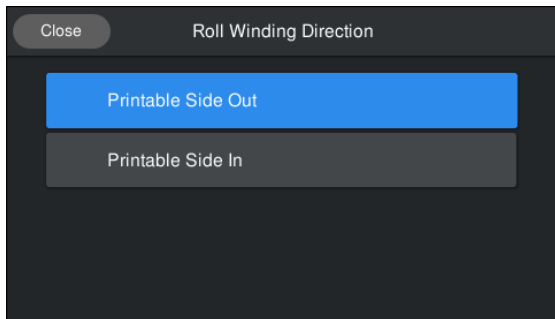 Close
Roll Winding Direction
Printable Side Out
Printable Side In